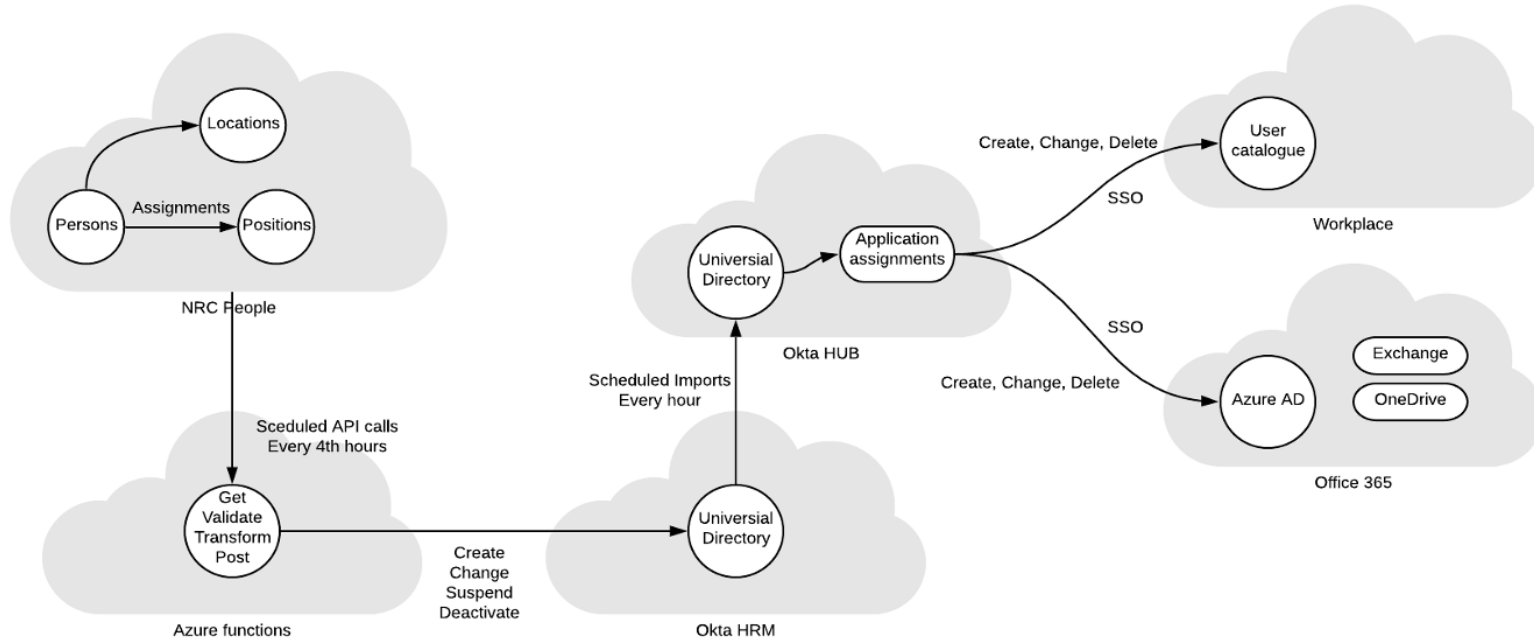 Locations
Persons
Assignments
Positions
NRC People
Sceduled API calls
Every 4th hours
Get
Validate
Transform
Post
Azure functions
Create
Change
Suspend
Deactivate
Universial
Directory
Okta HRM
Scheduled Imports
Every hour
Universial
Directory
Application
assignments
Okta HUB
Create, Change, Delete
SSO
User
catalogue
Workplace
SSO
Create, Change, Delete
Azure AD
Exchange
OneDrive
Office 365